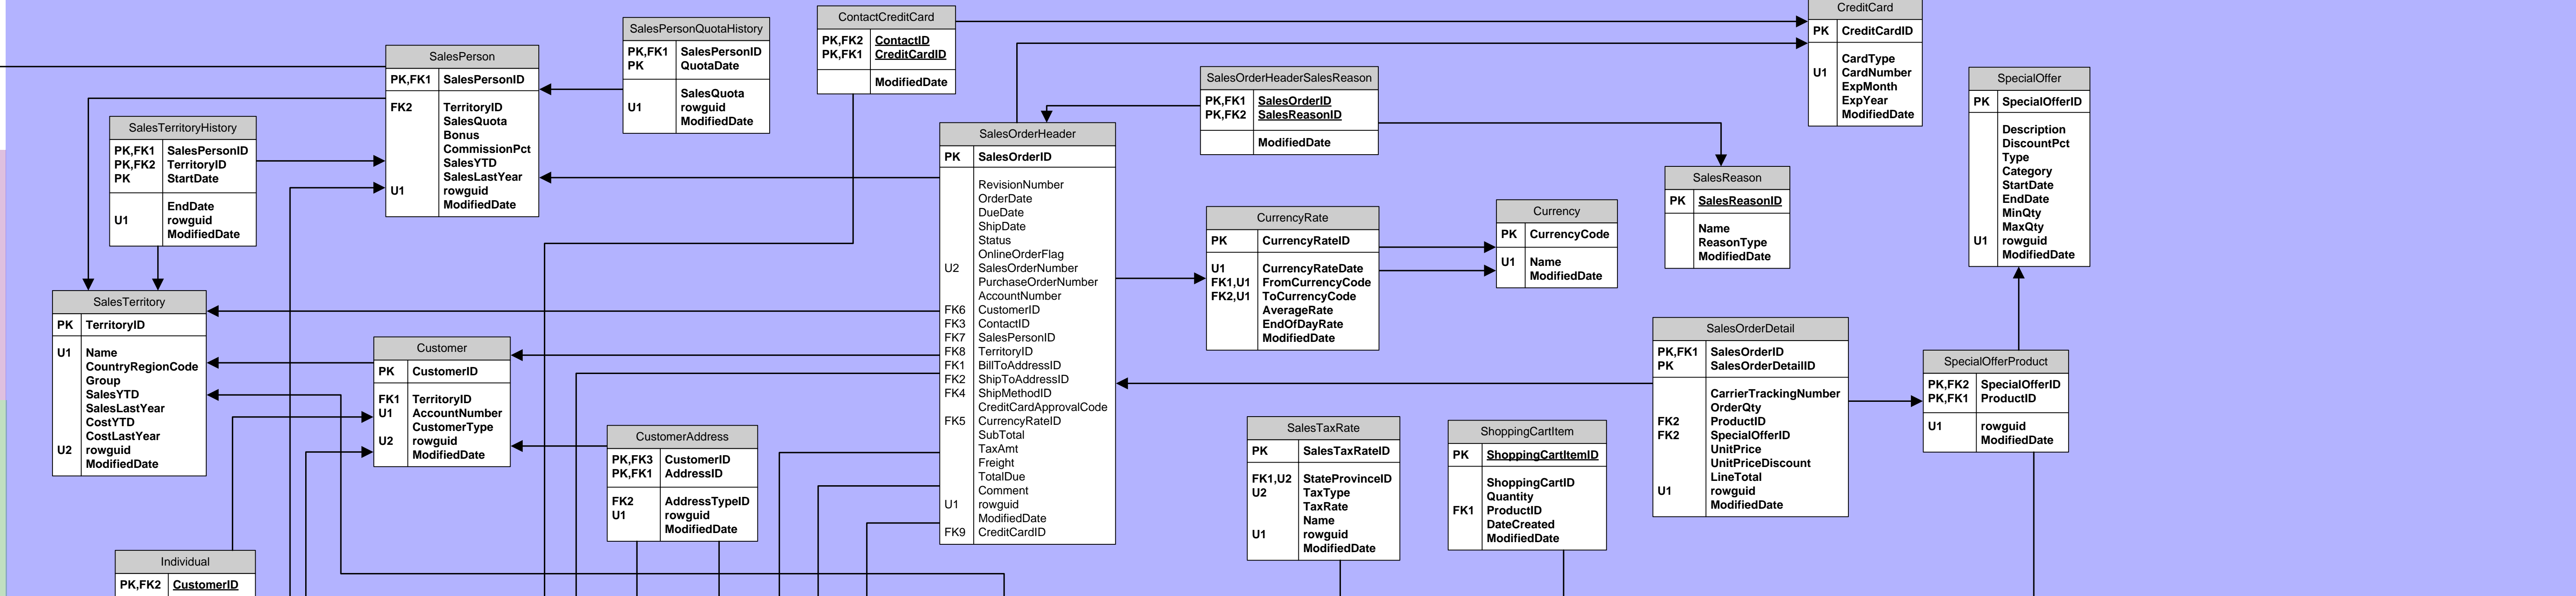 SalesPerson
PK,FK1 SalesPersonID
FK2 TerritoryID
SalesQuota
Bonus
CommissionPct
SalesYTD
SalesLastYear
U1 rowguid
ModifiedDate
SalesPersonQuotaHistory
PK,FK1 SalesPersonID
PK QuotaDate
SalesQuota
U1 rowguid
ModifiedDate
ContactCreditCard
PK,FK2 ContactID
PK,FK1 CreditCardID
ModifiedDate
CreditCard
PK CreditCardID
CardType
U1 CardNumber
ExpMonth
ExpYear
ModifiedDate
SalesOrderHeaderSalesReason
PK,FK1 SalesOrderID
PK,FK2 SalesReasonID
ModifiedDate
SpecialOffer
PK SpecialOfferID
Description
DiscountPct
Type
Category
StartDate
EndDate
MinQty
MaxQty
U1 rowguid
ModifiedDate
SalesTerritoryHistory
PK,FK1 SalesPersonID
PK,FK2 TerritoryID
PK StartDate
EndDate
U1 rowguid
ModifiedDate
SalesOrderHeader
PK SalesOrderID
RevisionNumber
OrderDate
DueDate
ShipDate
Status
OnlineOrderFlag
U2 SalesOrderNumber
PurchaseOrderNumber
AccountNumber
FK6 CustomerID
FK3 ContactID
FK7 SalesPersonID
FK8 TerritoryID
FK1 BillToAddressID
FK2 ShipToAddressID
FK4 ShipMethodID
CreditCardApprovalCode
FK5 CurrencyRateID
SubTotal
TaxAmt
Freight
TotalDue
Comment
U1 rowguid
ModifiedDate
FK9 CreditCardID
SalesReason
PK SalesReasonID
Name
ReasonType
ModifiedDate
CurrencyRate
PK CurrencyRateID
U1 CurrencyRateDate
FK1,U1 FromCurrencyCode
FK2,U1 ToCurrencyCode
AverageRate
EndOfDayRate
ModifiedDate
Currency
PK CurrencyCode
U1 Name
ModifiedDate
SalesTerritory
PK TerritoryID
U1 Name
CountryRegionCode
Group
SalesYTD
SalesLastYear
CostYTD
CostLastYear
U2 rowguid
ModifiedDate
Customer
PK CustomerID
FK1 TerritoryID
U1 AccountNumber
CustomerType
U2 rowguid
ModifiedDate
SalesOrderDetail
PK,FK1 SalesOrderID
PK SalesOrderDetailID
CarrierTrackingNumber
OrderQty
FK2 ProductID
FK2 SpecialOfferID
UnitPrice
UnitPriceDiscount
LineTotal
U1 rowguid
ModifiedDate
SpecialOfferProduct
PK,FK2 SpecialOfferID
PK,FK1 ProductID
U1 rowguid
ModifiedDate
CustomerAddress
PK,FK3 CustomerID
PK,FK1 AddressID
FK2 AddressTypeID
U1 rowguid
ModifiedDate
SalesTaxRate
PK SalesTaxRateID
FK1,U2 StateProvinceID
U2 TaxType
TaxRate
Name
U1 rowguid
ModifiedDate
ShoppingCartItem
PK ShoppingCartItemID
ShoppingCartID
Quantity
FK1 ProductID
DateCreated
ModifiedDate
Individual
PK,FK2 CustomerID